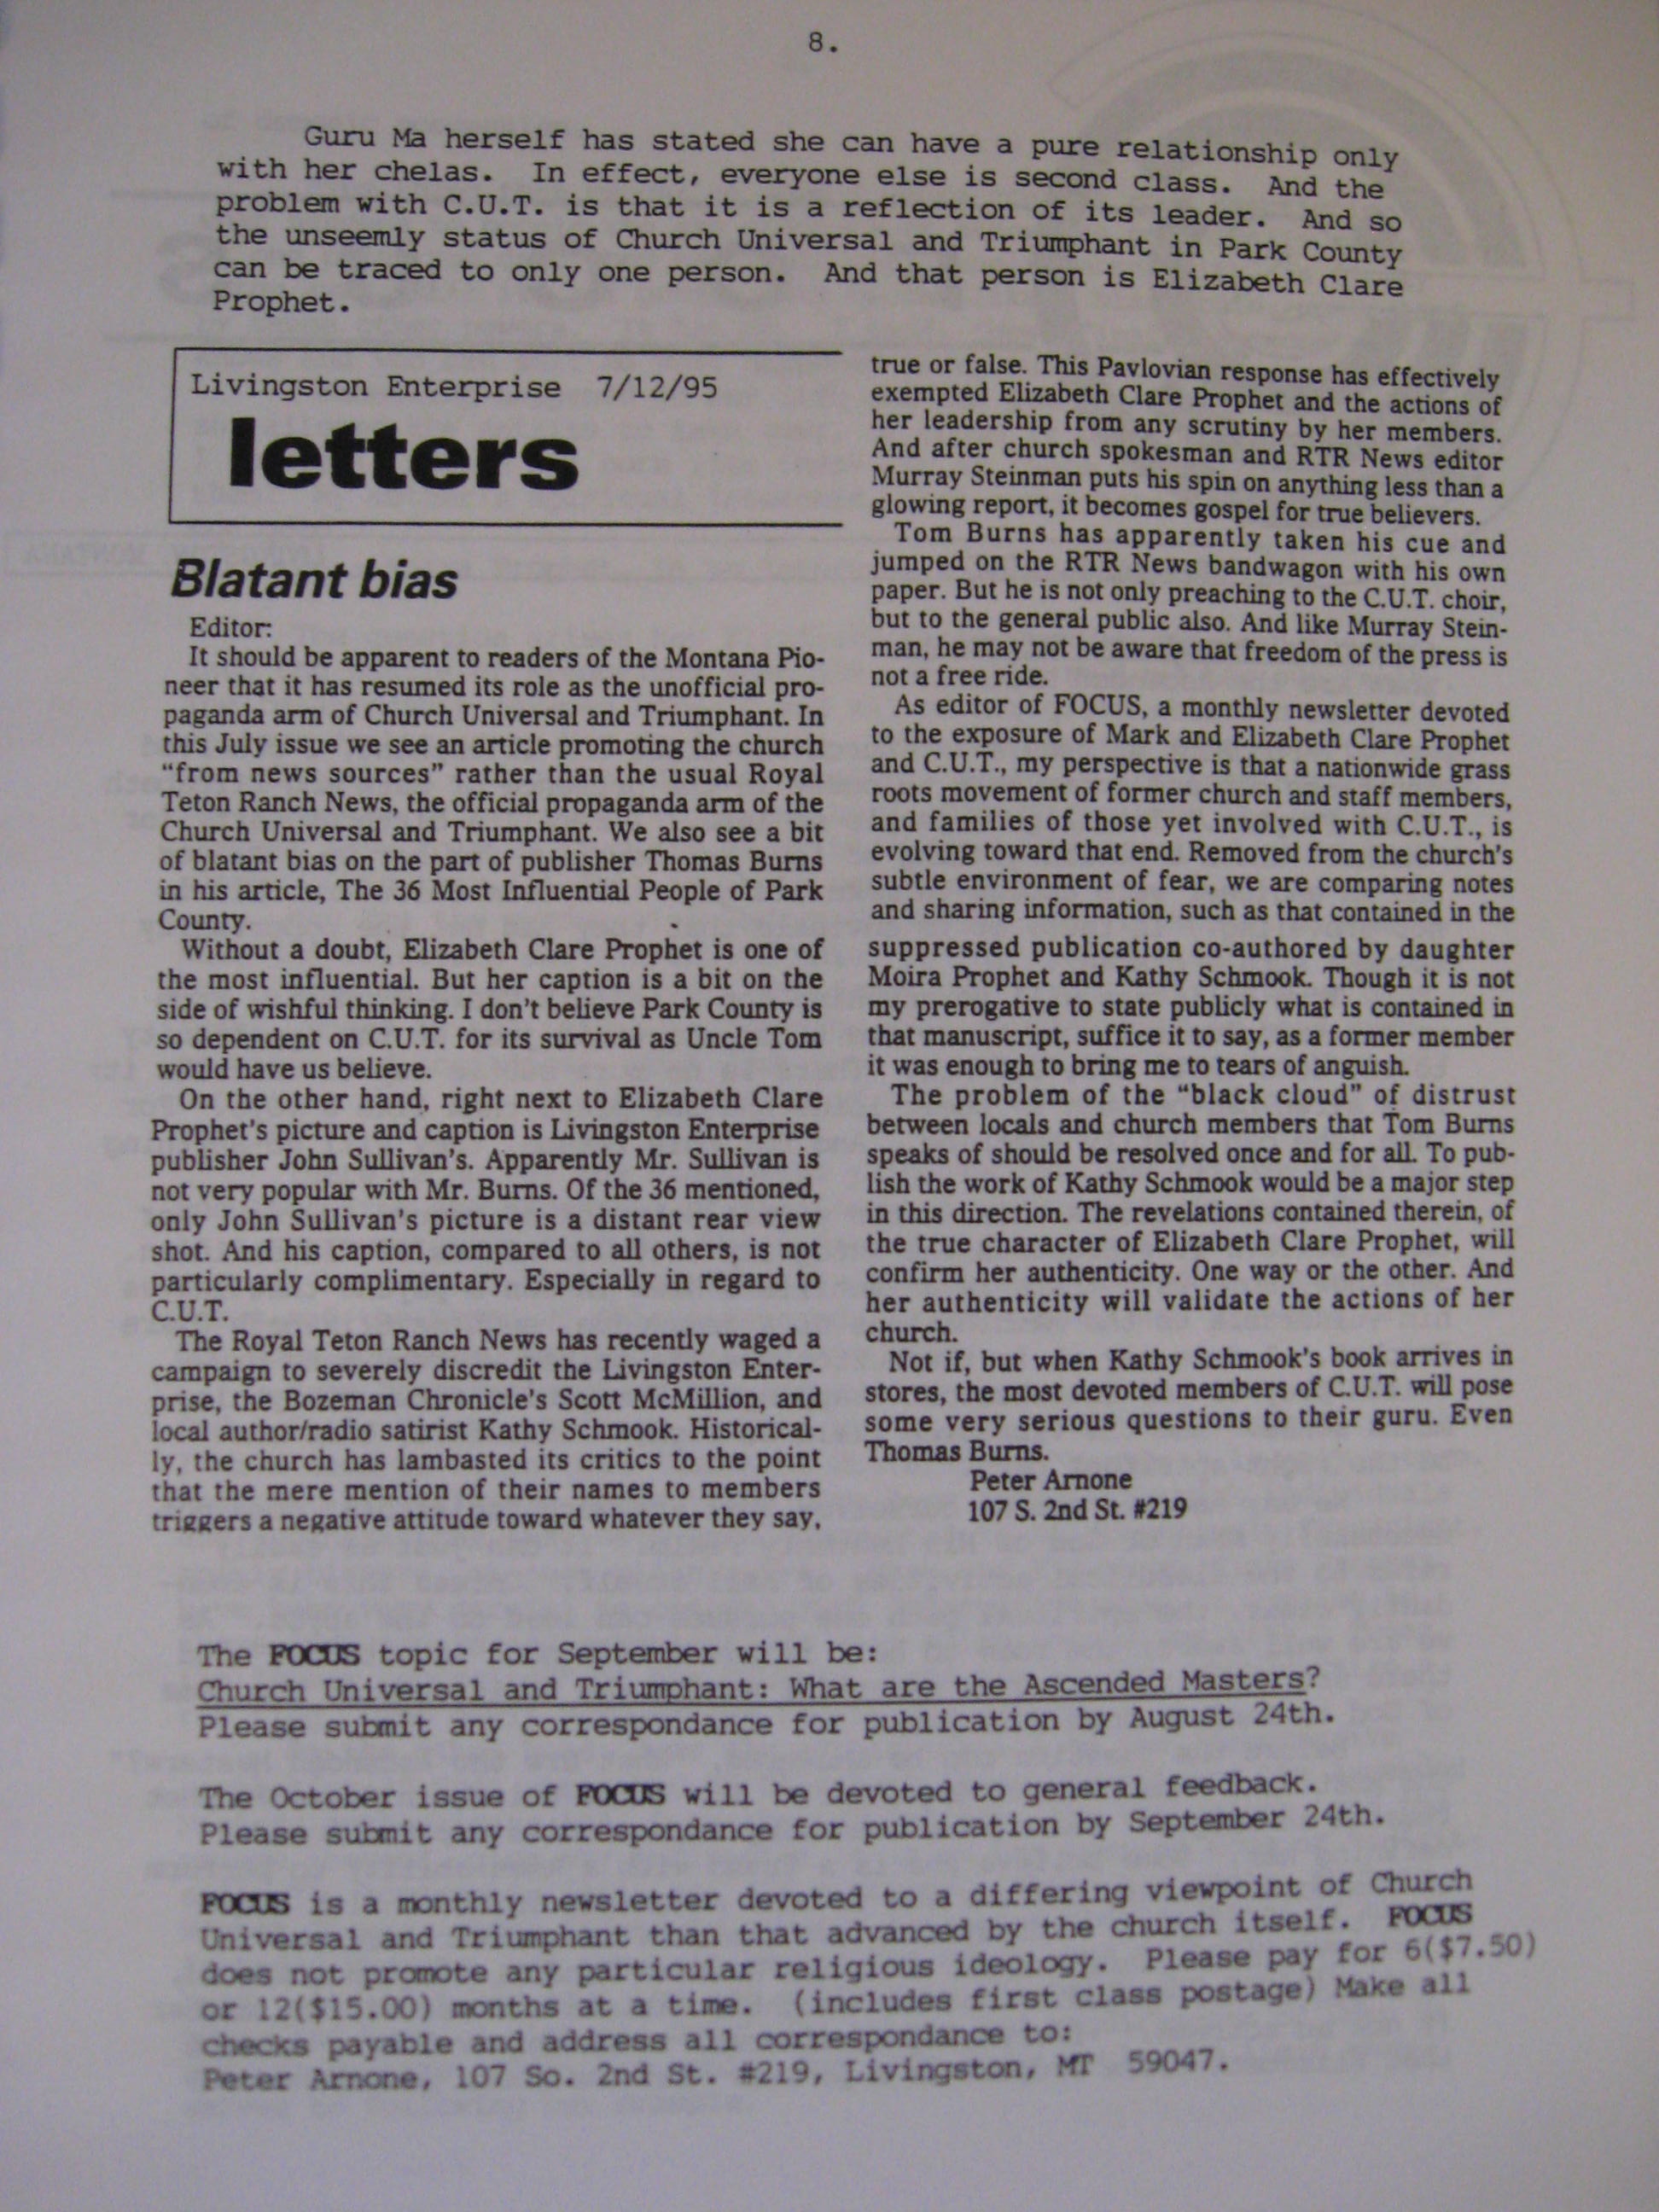 8.
Guru Ma herself has stated she can have a pure relationship only
with her chelas. In effect, everyone else is second class. And the
problem with C.U.T. is that it is a reflection of its leader. And so
the unseemly status of Church Universal and Triumphant in Park County
can be traced to only one person. And that person is Elizabeth Clare
Prophet.
Livingston Enterprise 7/12/95
letters
Blatant bias
Editor:
It should be apparent to readers of the Montana Pio-
neer that it has resumed its role as the unofficial pro-
paganda arm of Church Universal and Triumphant. In
this July issue we see an article promoting the church
"from news sources" rather than the usual Royal
Teton Ranch News, the official propaganda arm of the
Church Universal and Triumphant. We also see a bit
of blatant bias on the part of publisher Thomas Burns
in his article, The 36 Most Influential People of Park
County.
Without a doubt, Elizabeth Clare Prophet is one of
the most influential. But her caption is a bit on the
side of wishful thinking. I don't believe Park County is
so dependent on C.U.T. for its survival as Uncle Tom
would have us believe.
On the other hand, right next to Elizabeth Clare
Prophet's picture and caption is Livingston Enterprise
publisher John Sullivan's. Apparently Mr. Sullivan is
not very popular with Mr. Burns. Of the 36 mentioned,
only John Sullivan's picture is a distant rear view
shot. And his caption, compared to all others, is not
particularly complimentary. Especially in regard to
C.U.T.
The Royal Teton Ranch News has recently waged a
campaign to severely discredit the Livingston Enter-
prise, the Bozeman Chronicle's Scott McMillion, and
local author/radio satirist Kathy Schmook. Historical-
ly, the church has lambasted its critics to the point
that the mere mention of their names to members
triggers a negative attitude toward whatever they say,
true or false. This Pavlovian response has effectively
exempted Elizabeth Clare Prophet and the actions of
her leadership from any scrutiny by her members.
And after church spokesman and RTR News editor
Murray Steinman puts his spin on anything less than a
glowing report, it becomes gospel for true believers.
Tom Burns has apparently taken his cue and
jumped on the RTR News bandwagon with his own
paper. But he is not only preaching to the C.U.T. choir,
but to the general public also. And like Murray Stein-
man, he may not be aware that freedom of the press is
not a free ride.
As editor of FOCUS, a monthly newsletter devoted
to the exposure of Mark and Elizabeth Clare Prophet
and C.U.T., my perspective is that a nationwide grass
roots movement of former church and staff members,
and families of those yet involved with C.U.T., is
evolving toward that end. Removed from the church's
subtle environment of fear, we are comparing notes
and sharing information, such as that contained in the
suppressed publication co-authored by daughter
Moira Prophet and Kathy Schmook. Though it is not
my prerogative to state publicly what is contained in
that manuscript, suffice it to say, as a former member
it was enough to bring me to tears of anguish.
The problem of the "black cloud" of distrust
between locals and church members that Tom Burns
speaks of should be resolved once and for all. To pub-
lish the work of Kathy Schmook would be a major step
in this direction. The revelations contained therein, of
the true character of Elizabeth Clare Prophet, will
confirm her authenticity. One way or the other. And
her authenticity will validate the actions of her
church.
Not if, but when Kathy Schmook's book arrives in
stores, the most devoted members of C.U.T. will pose
some very serious questions to their guru. Even
Thomas Burns.
Peter Arnone
107 S. 2nd St. #219
The FOCUS topic for September will be:
Church Universal and Triumphant: What are the Ascended Masters?
Please submit any correspondance for publication by August 24th.
The October issue of FOCUS will be devoted to general feedback.
Please submit any correspondance for publication by September 24th.
FOCUS is a monthly newsletter devoted to a differing viewpoint of Church
Universal and Triumphant than that advanced by the church itself. FOCUS
does not promote any particular religious ideology. Please pay for 6($7.50)
or 12($15.00) months at a time. (includes first class postage) Make all
checks payable and address all correspondance to:
Peter Arnone, 107 So. 2nd St. #219, Livingston, MT 59047.